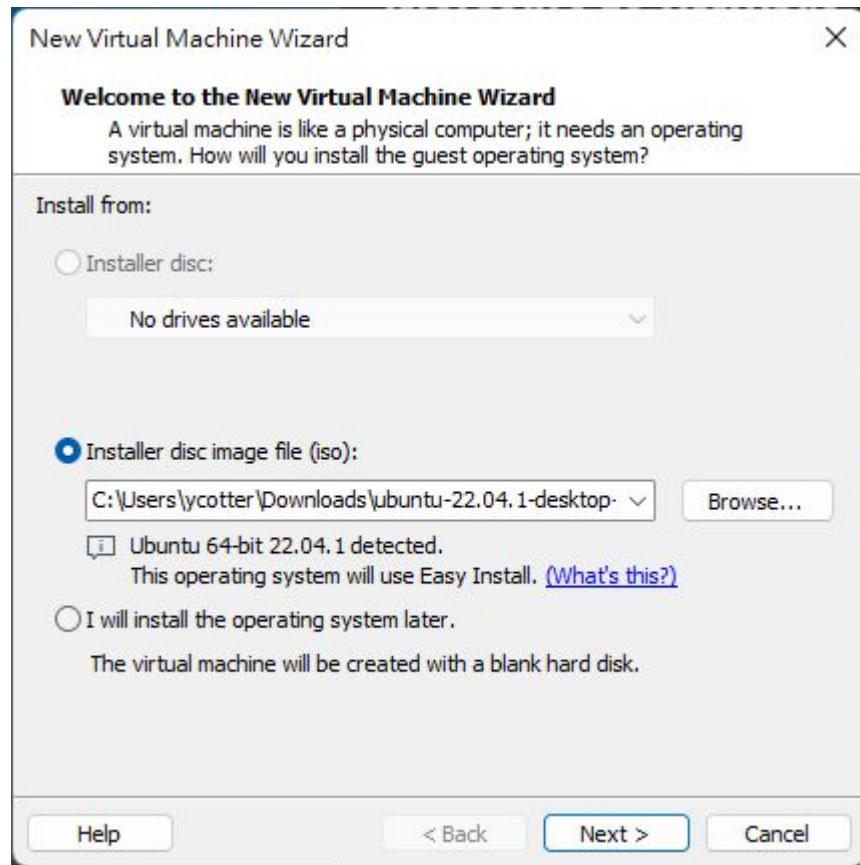 New Virtual Machine Wizard
Welcome to the New Virtual Machine Wizard
A virtual machine is like a physical computer; it needs an operating
system. How will you install the guest operating system?
Install from:
Installer disc:
No drives available
Installer disc image file (iso):
C:\Users\ycotter\Downloads\ubuntu-22.04.1-desktop-
Browse...
Ubuntu 64-bit 22.04.1 detected.
This operating system will use Easy Install. (What's this?)
I will install the operating system later.
The virtual machine will be created with a blank hard disk.
Help
< Back
Next >
Cancel